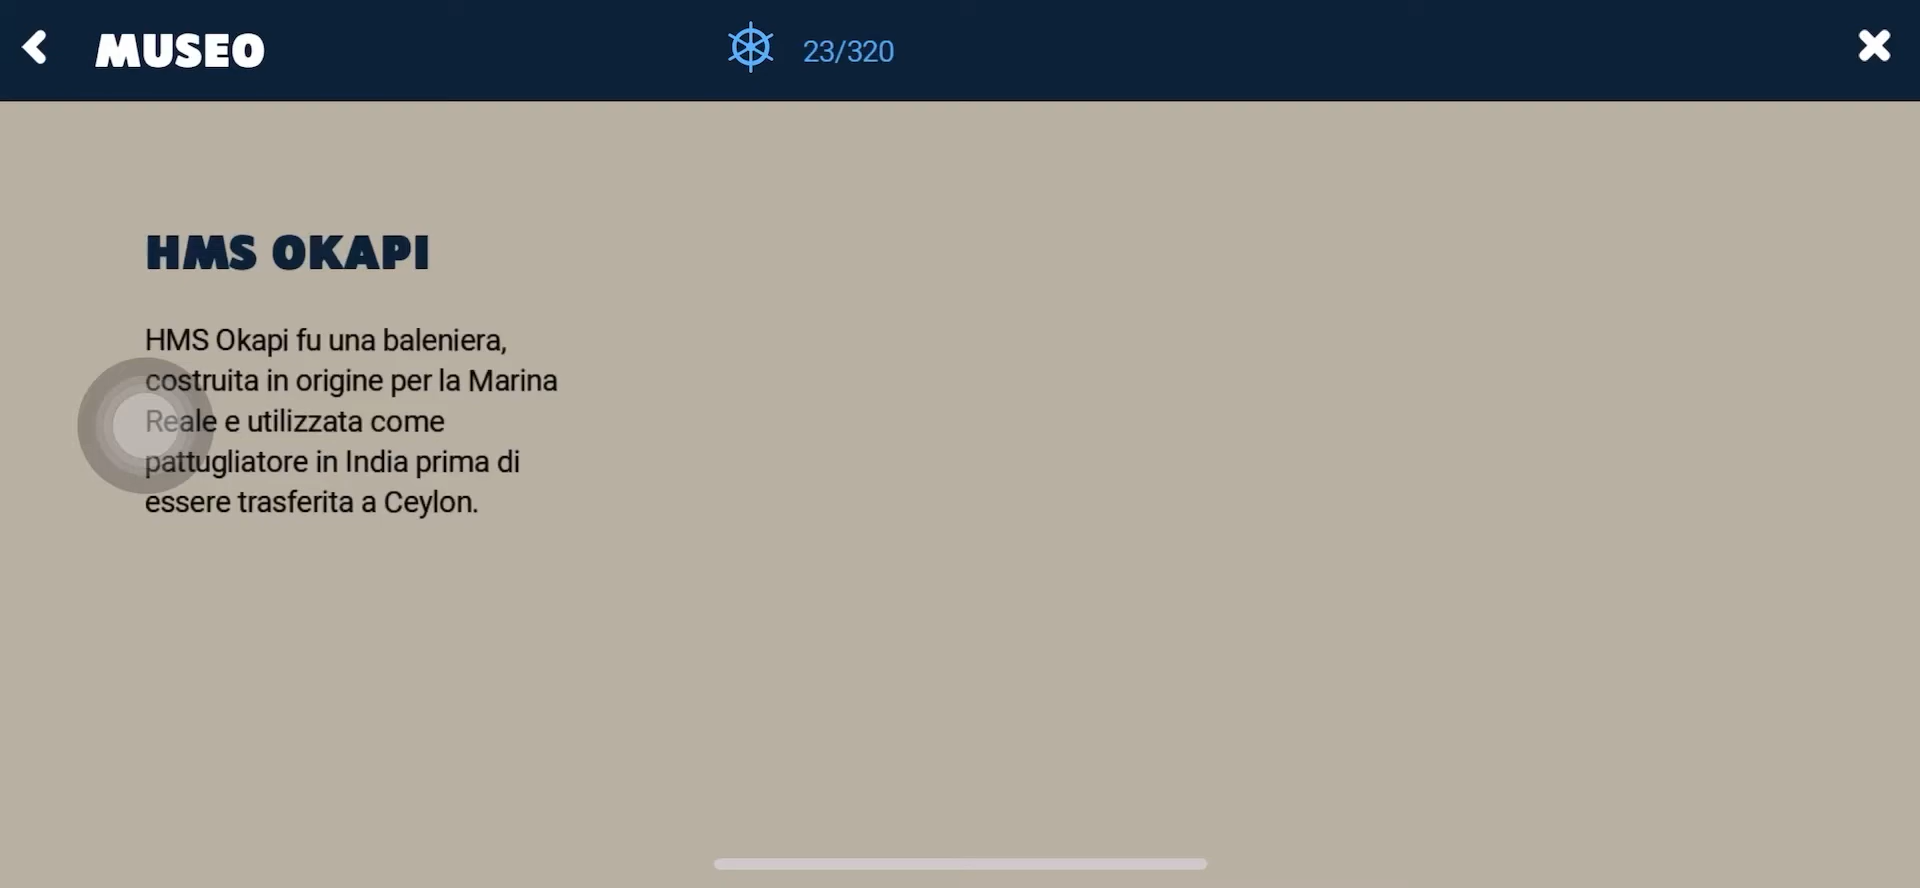 MUSEO
23/320
HMS OKAPI
HMS Okapi fu una baleniera,
costruita in origine per la Marina
Reale e utilizzata come
pattugliatore in India prima di
essere trasferita a Ceylon.